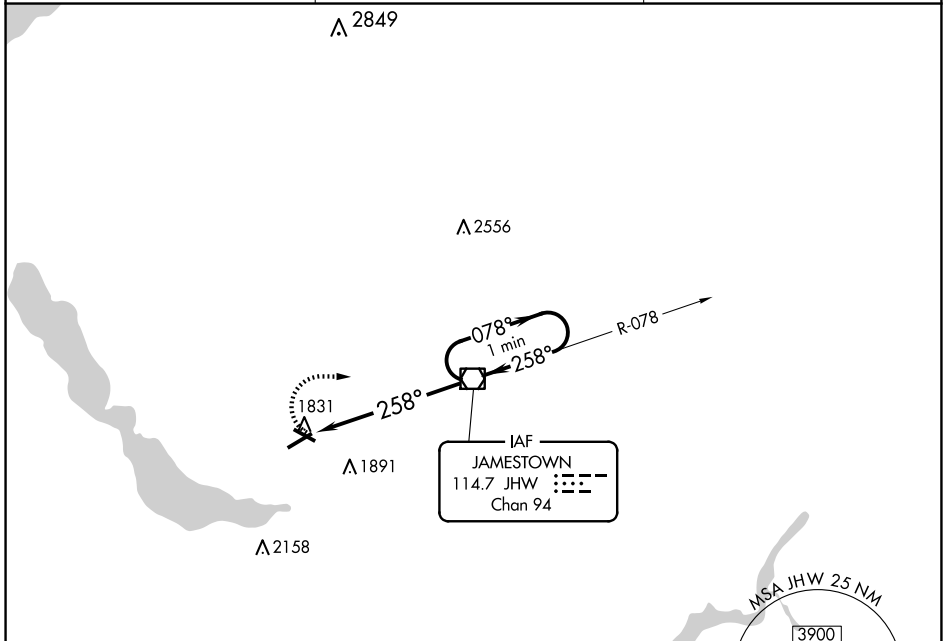 2849
2556
078°
1 min
258°
R-078
258°
1831
1891
IAF
JAMESTOWN
114.7 JHW
Chan 94
2158
MSA JHW 25 NM
3900